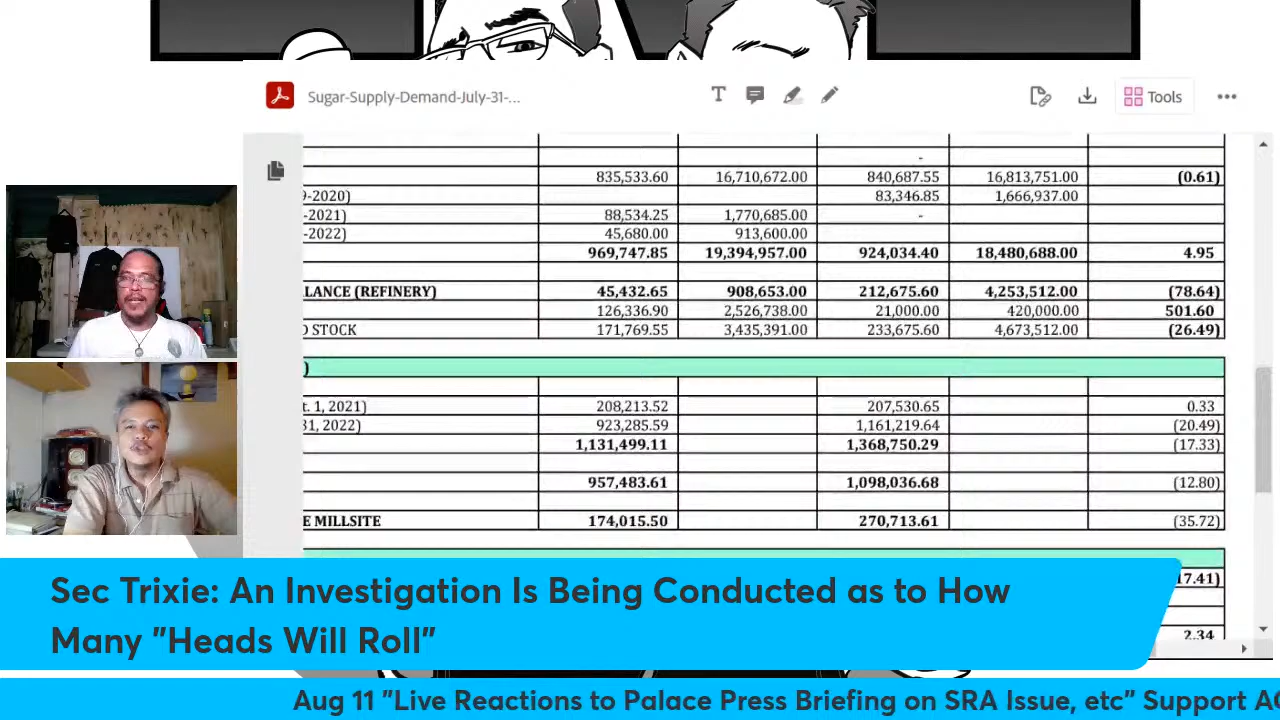 Sugar-Supply-Demand-July-31-...
Tools
-
835,533.60 16,710,672.00 840,687.55 16,813,751.00 (0.61)
9-2020) 83,346.85 1,666,937.00
-2021) 88,534.25 1,770,685.00 -
-2022) 45,680.00 913,600.00
969,747.85 19,394,957.00 924,034.40 18,480,688.00 4.95
LANCE (REFINERY) 45,432.65 908,653.00 212,675.60 4,253,512.00 (78.64)
126,336.90 2,526,738.00 21,000.00 420,000.00 501.60
D STOCK 171,769.55 3,435,391.00 233,675.60 4,673,512.00 (26.49)
)
t. 1, 2021) 208,213.52 207,530.65 0.33
31, 2022) 923,285.59 1,161,219.64 (20.49)
1,131,499.11 1,368,750.29 (17.33)
957,483.61 1,098,036.68 (12.80)
E MILLSITE 174,015.50 270,713.61 (35.72)
17.41)
2.34
Sec Trixie: An Investigation Is Being Conducted as to How
Many "Heads Will Roll"
Aug 11 "Live Reactions to Palace Press Briefing on SRA Issue, etc" Support AC